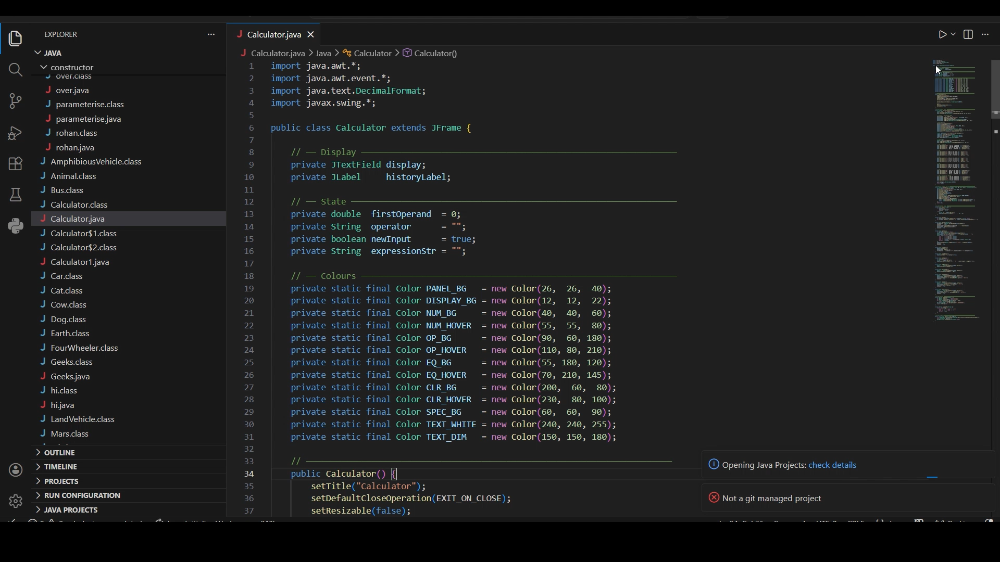 EXPLORER
JAVA
constructor
over.class
over.java
parameterise.class
parameterise.java
rohan.class
rohan.java
AmphibiousVehicle.class
Animal.class
Bus.class
Calculator.class
Calculator.java
Calculator$1.class
Calculator$2.class
Calculator1.java
Car.class
Cat.class
Cow.class
Dog.class
Earth.class
FourWheeler.class
Geeks.class
Geeks.java
hi.class
hi.java
LandVehicle.class
Mars.class
OUTLINE
TIMELINE
PROJECTS
RUN CONFIGURATION
JAVA PROJECTS
Calculator.java
Calculator.java > Java > Calculator > Calculator()
1 import java.awt.*;
2 import java.awt.event.*;
3 import java.text.DecimalFormat;
4 import javax.swing.*;
5
6 public class Calculator extends JFrame {
7
8 // — Display ————————————————
9 private JTextField display;
10 private JLabel historyLabel;
11
12 // — State ————————————————
13 private double firstOperand = 0;
14 private String operator = "";
15 private boolean newInput = true;
16 private String expressionStr = "";
17
18 // — Colours ————————————————
19 private static final Color PANEL_BG = new Color(26, 26, 40);
20 private static final Color DISPLAY_BG = new Color(12, 12, 22);
21 private static final Color NUM_BG = new Color(40, 40, 60);
22 private static final Color NUM_HOVER = new Color(55, 55, 80);
23 private static final Color OP_BG = new Color(90, 60, 180);
24 private static final Color OP_HOVER = new Color(110, 80, 210);
25 private static final Color EQ_BG = new Color(55, 180, 120);
26 private static final Color EQ_HOVER = new Color(70, 210, 145);
27 private static final Color CLR_BG = new Color(200, 60, 80);
28 private static final Color CLR_HOVER = new Color(230, 80, 100);
29 private static final Color SPEC_BG = new Color(60, 60, 90);
30 private static final Color TEXT_WHITE = new Color(240, 240, 255);
31 private static final Color TEXT_DIM = new Color(150, 150, 180);
32
33 // ————————————————
34 public Calculator() {
35 setTitle("Calculator");
36 setDefaultCloseOperation(EXIT_ON_CLOSE);
37 setResizable(false);
Opening Java Projects: check details
Not a git managed project